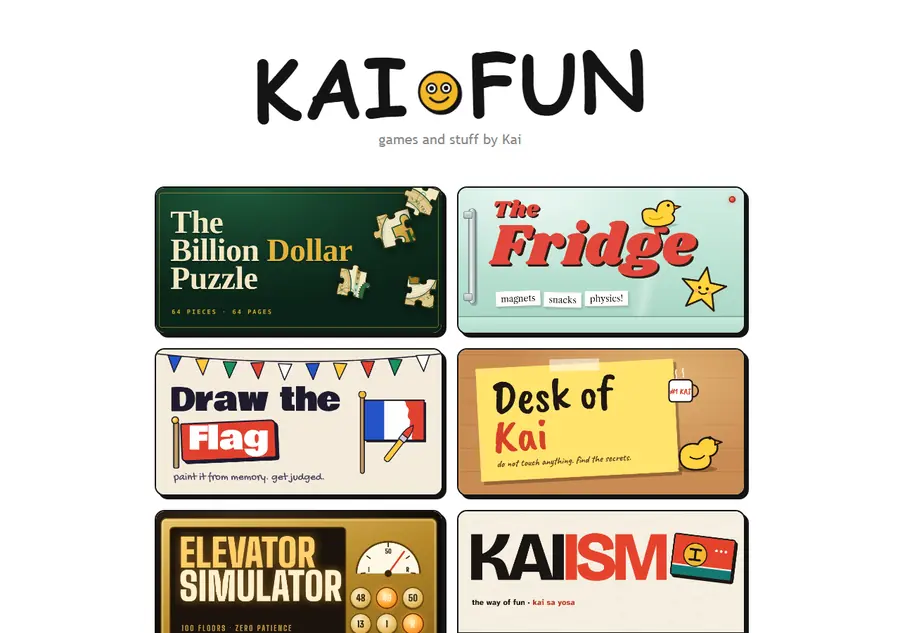 KAI FUN
games and stuff by Kai
The
Billion Dollar
Puzzle
64 PIECES · 64 PAGES
The
Fridge
magnets snacks physics!
Draw the
Flag
paint it from memory. get judged.
Desk of
Kai
do not touch anything. find the secrets.
#1 KAI
ELEVATOR
SIMULATOR
100 FLOORS · ZERO PATIENCE
50
R
48
50
13
1
8
KAIISM
I
the way of fun · kai sa yosa